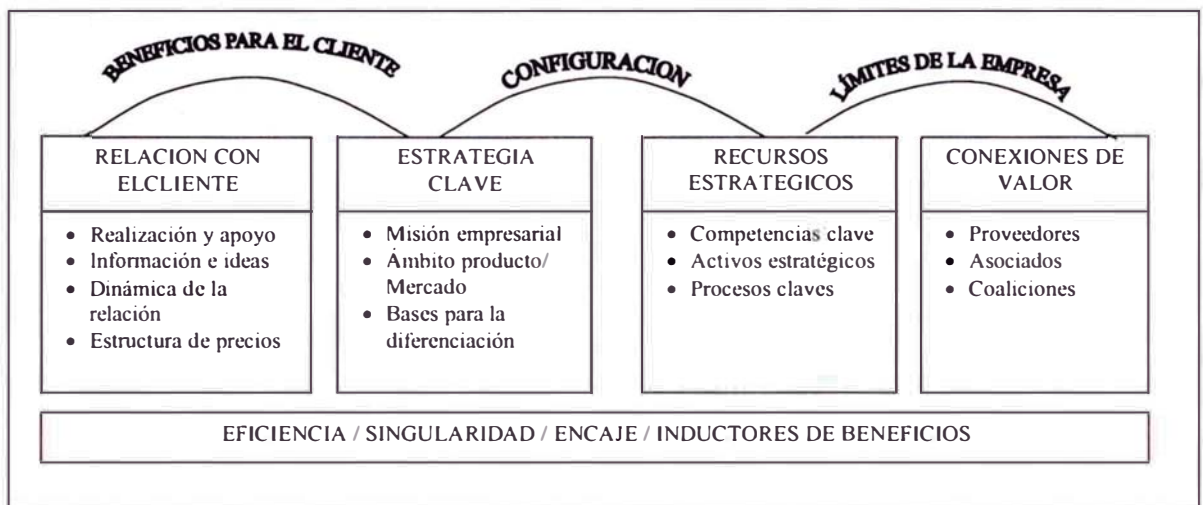 BENEFICIOS PARA EL CLIENTE
CONFIGURACION
LÍMITES DE LA EMPRESA
RELACION CON
ELCLIENTE
• Realización y apoyo
• Información e ideas
• Dinámica de la
relación
• Estructura de precios
ESTRATEGIA
CLAVE
• Misión empresarial
• Ámbito producto/
Mercado
• Bases para la
diferenciación
RECURSOS
ESTRATEGICOS
• Competencias clave
• Activos estratégicos
• Procesos claves
CONEXIONES DE
VALOR
• Proveedores
• Asociados
• Coaliciones
EFICIENCIA / SINGULARIDAD / ENCAJE / INDUCTORES DE BENEFICIOS